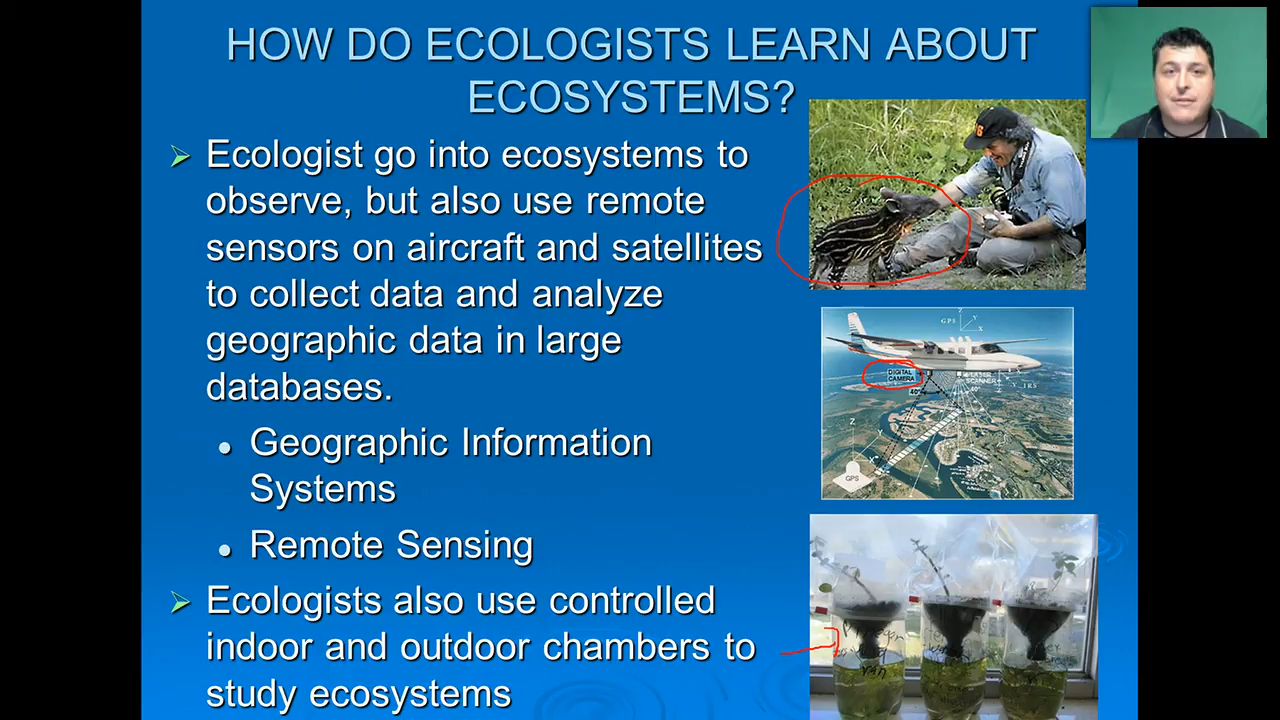 HOW DO ECOLOGISTS LEARN ABOUT
ECOSYSTEMS?
Ecologist go into ecosystems to
observe, but also use remote
sensors on aircraft and satellites
to collect data and analyze
geographic data in large
databases.
Geographic Information
Systems
Remote Sensing
Ecologists also use controlled
indoor and outdoor chambers to
study ecosystems
GPS
Z
Y
X
DIGITAL
CAMERA
LASER
SCANNER
40°
40°
Z
X
GPS